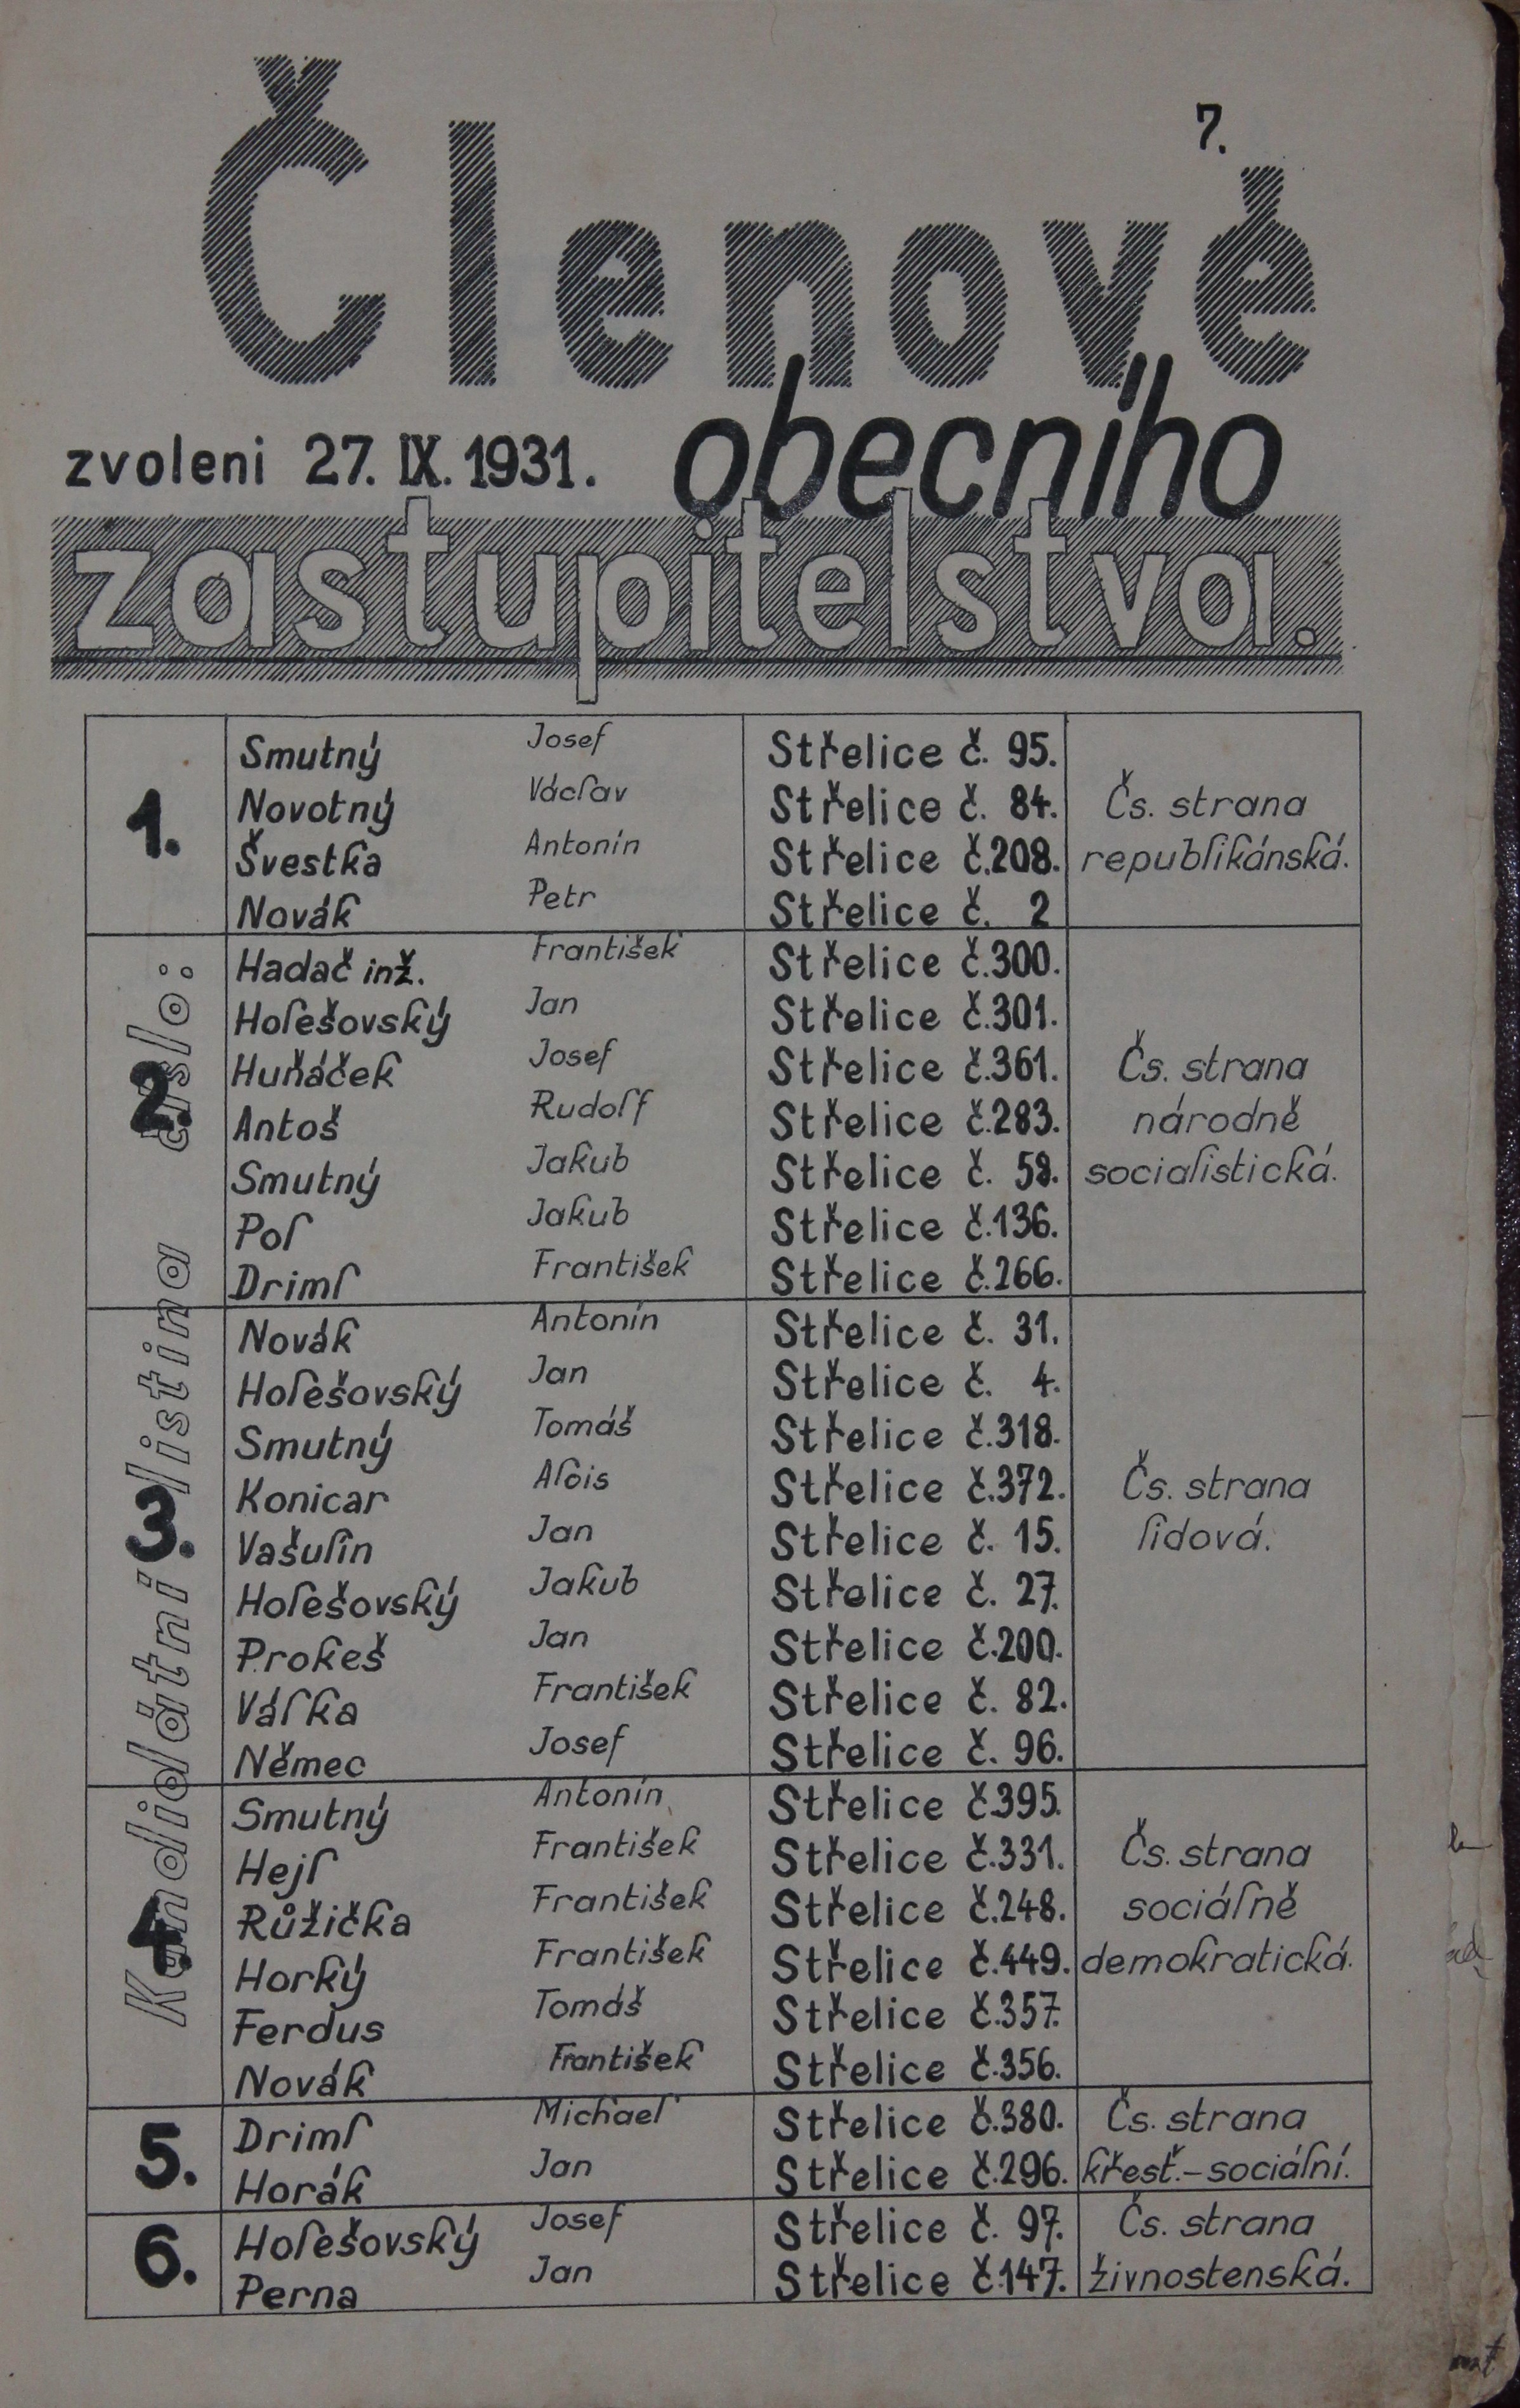 7.
Členové
zvoleni 27. IX. 1931. obecního
zastupitelstva.
Kandidátní listina číslo:
1.
Smutný Josef Střelice č. 95.
Novotný Václav Střelice č. 84.
Švestka Antonín Střelice č.208.
Novák Petr Střelice č. 2
Čs. strana
republikánská.
2.
Hadač inž. František Střelice č.300.
Holešovský Jan Střelice č.301.
Huňáček Josef Střelice č.361.
Antoš Rudolf Střelice č.283.
Smutný Jakub Střelice č. 58.
Pol Jakub Střelice č.136.
Driml František Střelice č.266.
Čs. strana
národně
socialistická.
3.
Novák Antonín Střelice č. 31.
Holešovský Jan Střelice č. 4.
Smutný Tomáš Střelice č.318.
Konicar Alois Střelice č.372.
Vašulín Jan Střelice č. 15.
Holešovský Jakub Střelice č. 27.
Prokeš Jan Střelice č.200.
Válka František Střelice č. 82.
Němec Josef Střelice č. 96.
Čs. strana
lidová.
4.
Smutný Antonín Střelice č.395.
Hejl František Střelice č.331.
Růžička František Střelice č.248.
Horký František Střelice č.449.
Ferdus Tomáš Střelice č.357.
Novák František Střelice č.356.
Čs. strana
sociálně
demokratická.
5.
Driml Michael Střelice č.380.
Horák Jan Střelice č.296.
Čs. strana
křesť.-sociální.
6.
Holešovský Josef Střelice č. 97.
Perna Jan Střelice č.147.
Čs. strana
živnostenská.